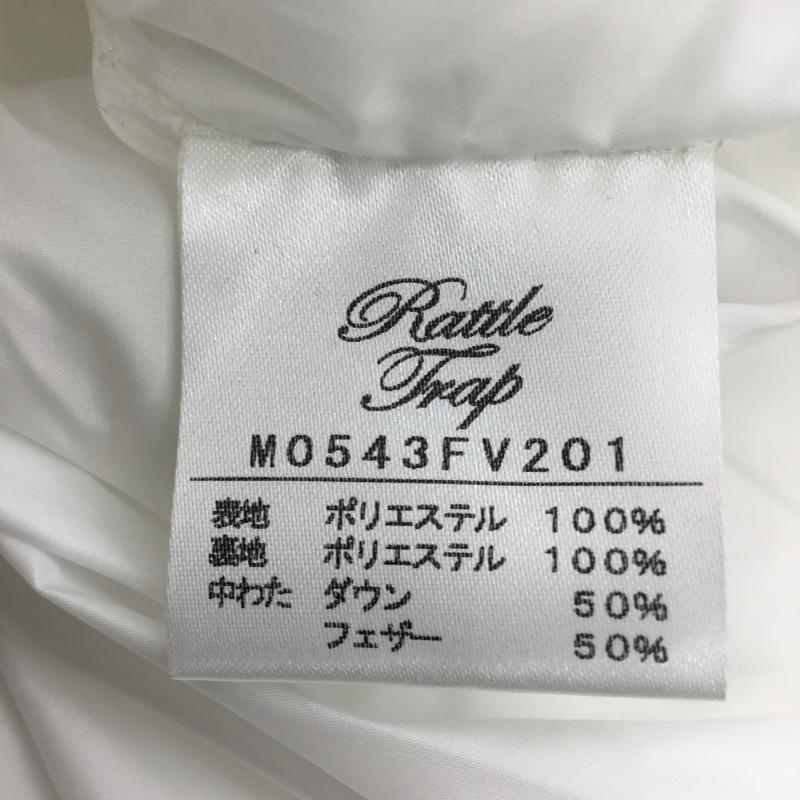 Rattle
Trap
M0543FV201
表地 ポリエステル 100%
裏地 ポリエステル 100%
中わた ダウン 50%
フェザー 50%